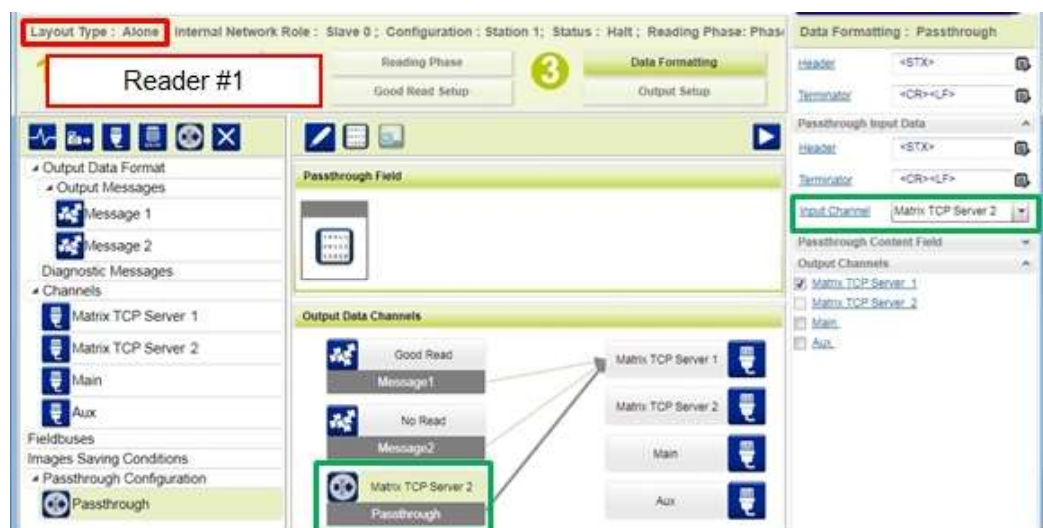 Layout Type : Alone Internal Network Role : Slave 0 ; Configuration : Station 1; Status : Halt ; Reading Phase: Phas
Reader #1
Reading Phase
Good Read Setup
3
Data Formatting
Output Setup
Output Data Format
Output Messages
Message 1
Message 2
Diagnostic Messages
Channels
Matrix TCP Server 1
Matrix TCP Server 2
Main
Aux
Fieldbuses
Images Saving Conditions
Passthrough Configuration
Passthrough
Passthrough Field
Output Data Channels
Good Read
Message1
No Read
Message2
Matrix TCP Server 2
Passthrough
Matrix TCP Server 1
Matrix TCP Server 2
Main
Aux
Data Formatting : Passthrough
Header <STX>
Terminator <CR><LF>
Passthrough Input Data
Header <STX>
Terminator <CR><LF>
Input Channel Matrix TCP Server 2
Passthrough Content Field
Output Channels
Matrix TCP Server 1
Matrix TCP Server 2
Main
Aux